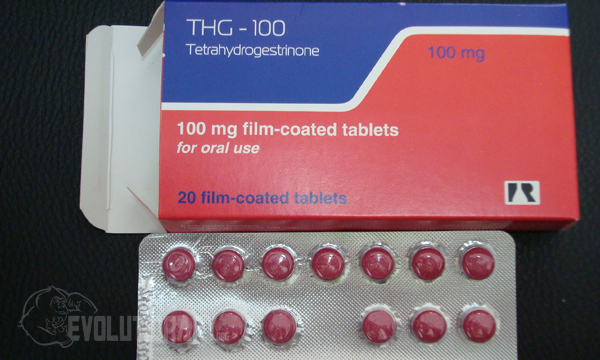 THG - 100
Tetrahydrogestrinone
100 mg
100 mg film-coated tablets
for oral use
20 film-coated tablets